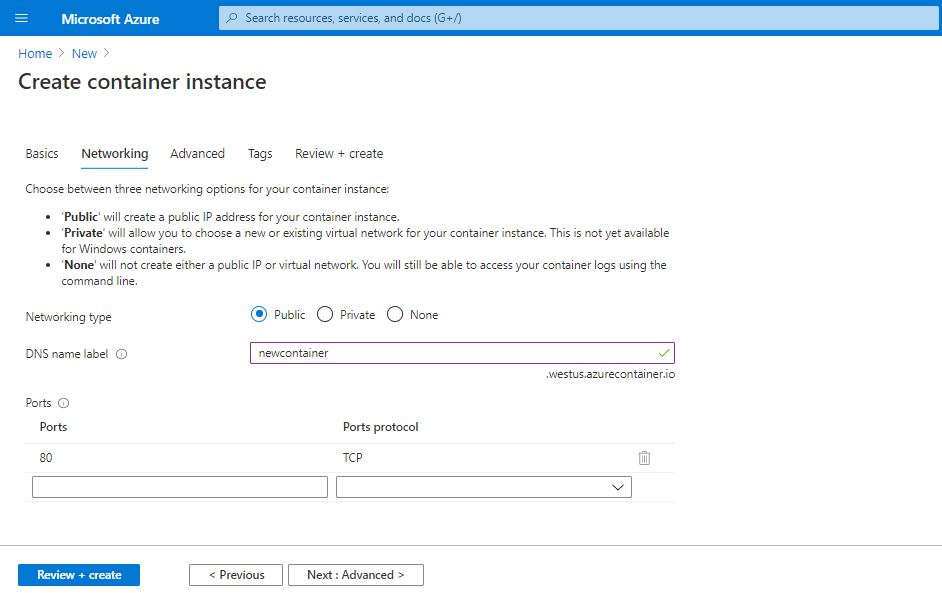 Microsoft Azure
Search resources, services, and docs (G+/)
Home > New >
Create container instance
Basics Networking Advanced Tags Review + create
Choose between three networking options for your container instance:
• 'Public' will create a public IP address for your container instance.
• 'Private' will allow you to choose a new or existing virtual network for your container instance. This is not yet available
for Windows containers.
• 'None' will not create either a public IP or virtual network. You will still be able to access your container logs using the
command line.
Networking type Public Private None
DNS name label newcontainer
.westus.azurecontainer.io
Ports
Ports Ports protocol
80 TCP
Review + create < Previous Next : Advanced >